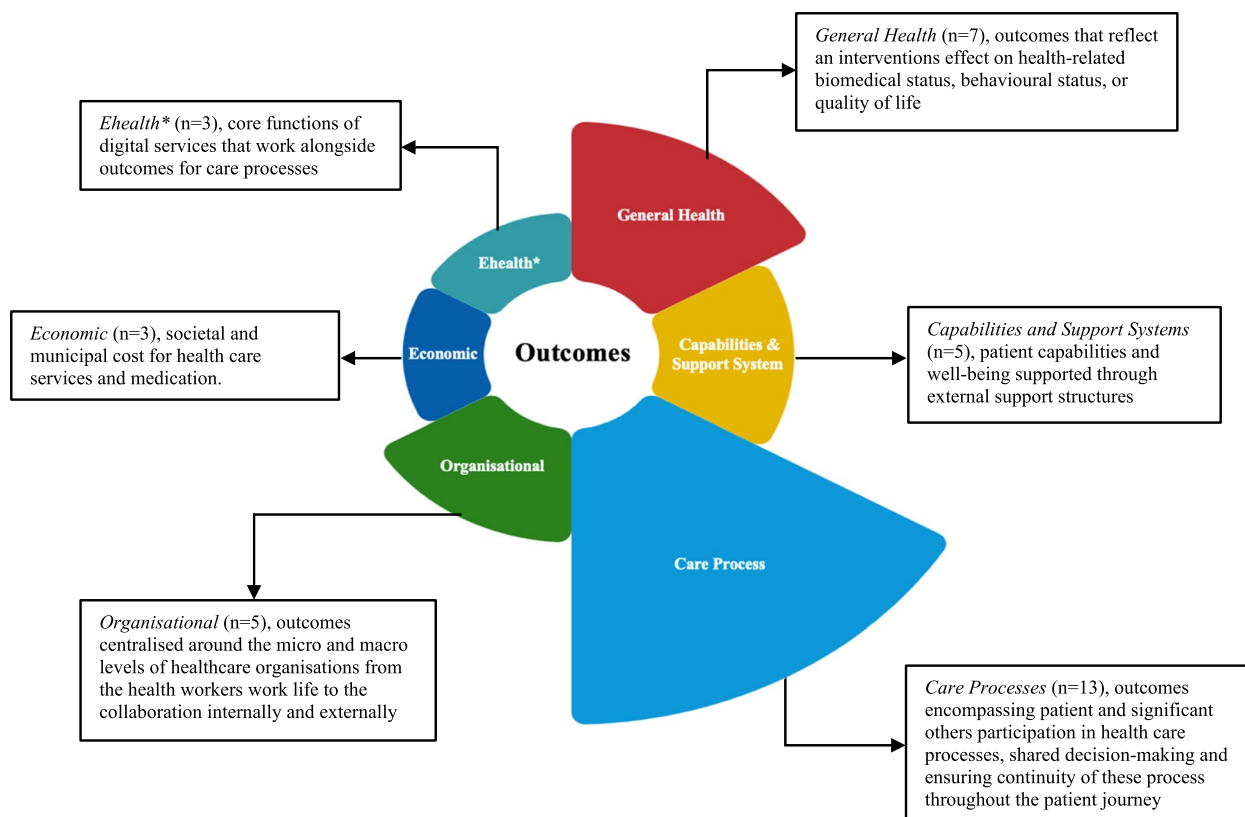 General Health (n=7), outcomes that reflect
an interventions effect on health-related
biomedical status, behavioural status, or
quality of life
Ehealth* (n=3), core functions of
digital services that work alongside
outcomes for care processes
General Health
Ehealth*
Economic (n=3), societal and
municipal cost for health care
services and medication.
Economic
Outcomes
Capabilities &
Support System
Capabilities and Support Systems
(n=5), patient capabilities and
well-being supported through
external support structures
Organisational
Care Process
Organisational (n=5), outcomes
centralised around the micro and macro
levels of healthcare organisations from
the health workers work life to the
collaboration internally and externally
Care Processes (n=13), outcomes
encompassing patient and significant
others participation in health care
processes, shared decision-making and
ensuring continuity of these process
throughout the patient journey